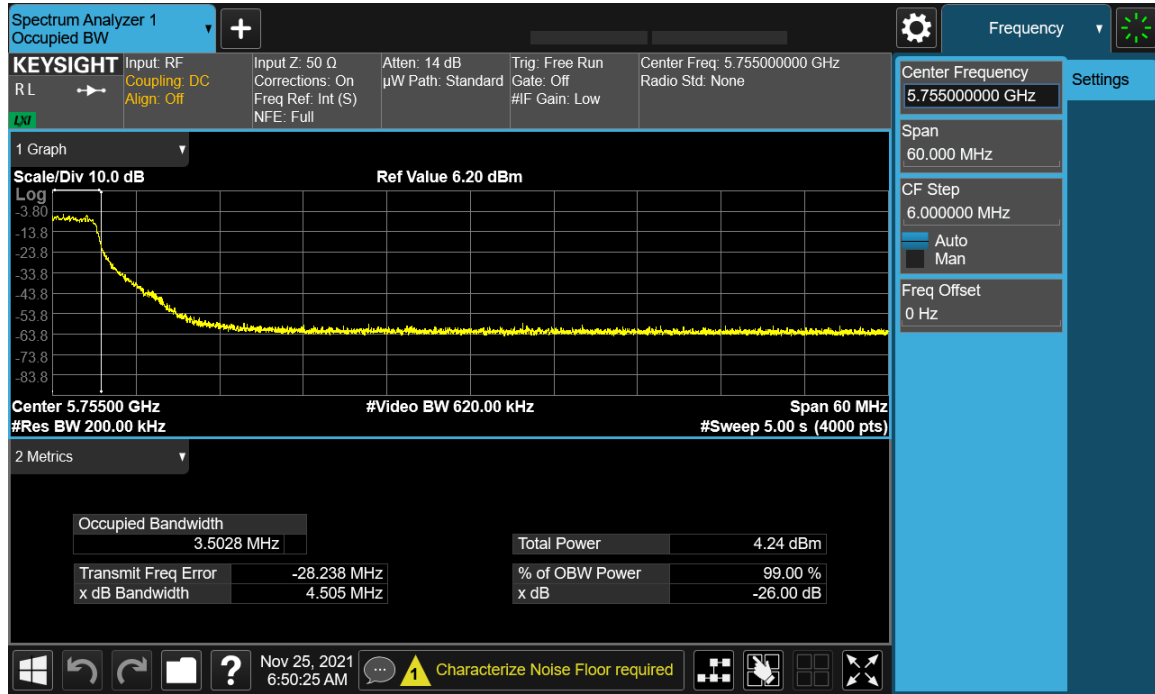 Spectrum Analyzer 1
Occupied BW
Frequency
KEYSIGHT
R L
LXI
Input: RF
Coupling: DC
Align: Off
Input Z: 50 Ω
Corrections: On
Freq Ref: Int (S)
NFE: Full
Atten: 14 dB
µW Path: Standard
Trig: Free Run
Gate: Off
#IF Gain: Low
Center Freq: 5.755000000 GHz
Radio Std: None
Center Frequency
5.755000000 GHz
Settings
Span
60.000 MHz
CF Step
6.000000 MHz
Auto
Man
Freq Offset
0 Hz
1 Graph
Scale/Div 10.0 dB
Ref Value 6.20 dBm
Log
-3.80
-13.8
-23.8
-33.8
-43.8
-53.8
-63.8
-73.8
-83.8
Center 5.75500 GHz
#Video BW 620.00 kHz
Span 60 MHz
#Res BW 200.00 kHz
#Sweep 5.00 s (4000 pts)
2 Metrics
Occupied Bandwidth
3.5028 MHz
Total Power 4.24 dBm
Transmit Freq Error -28.238 MHz
% of OBW Power 99.00 %
x dB Bandwidth 4.505 MHz
x dB -26.00 dB
Nov 25, 2021
6:50:25 AM
1
Characterize Noise Floor required